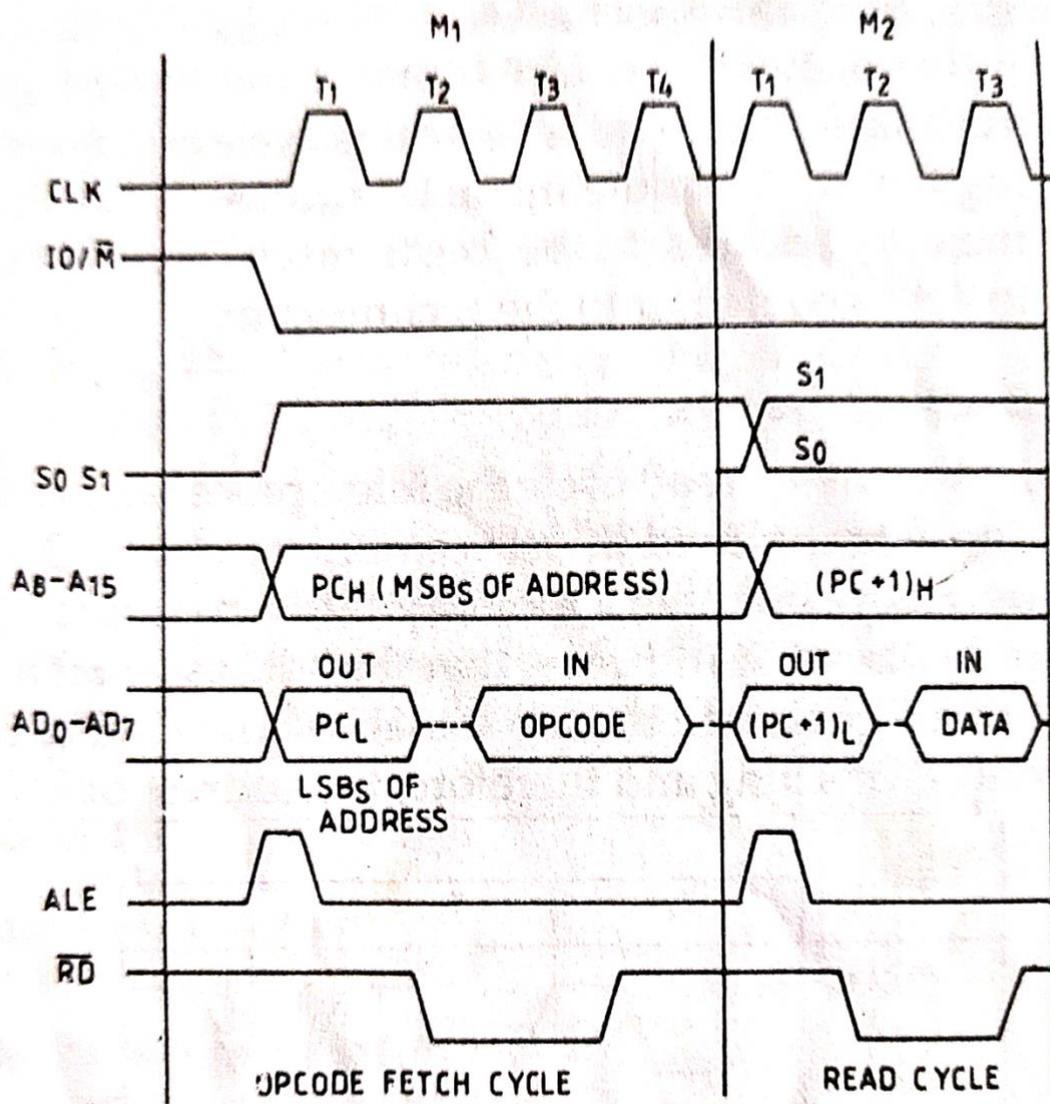 M1 M2
T1 T2 T3 T4 T1 T2 T3
CLK
IO/M̅
S1
S0
S0 S1
A8-A15 PCH (MSBS OF ADDRESS) (PC+1)H
OUT IN OUT IN
AD0-AD7 PCL OPCODE (PC+1)L DATA
LSBS OF
ADDRESS
ALE
R̅D̅
OPCODE FETCH CYCLE READ CYCLE